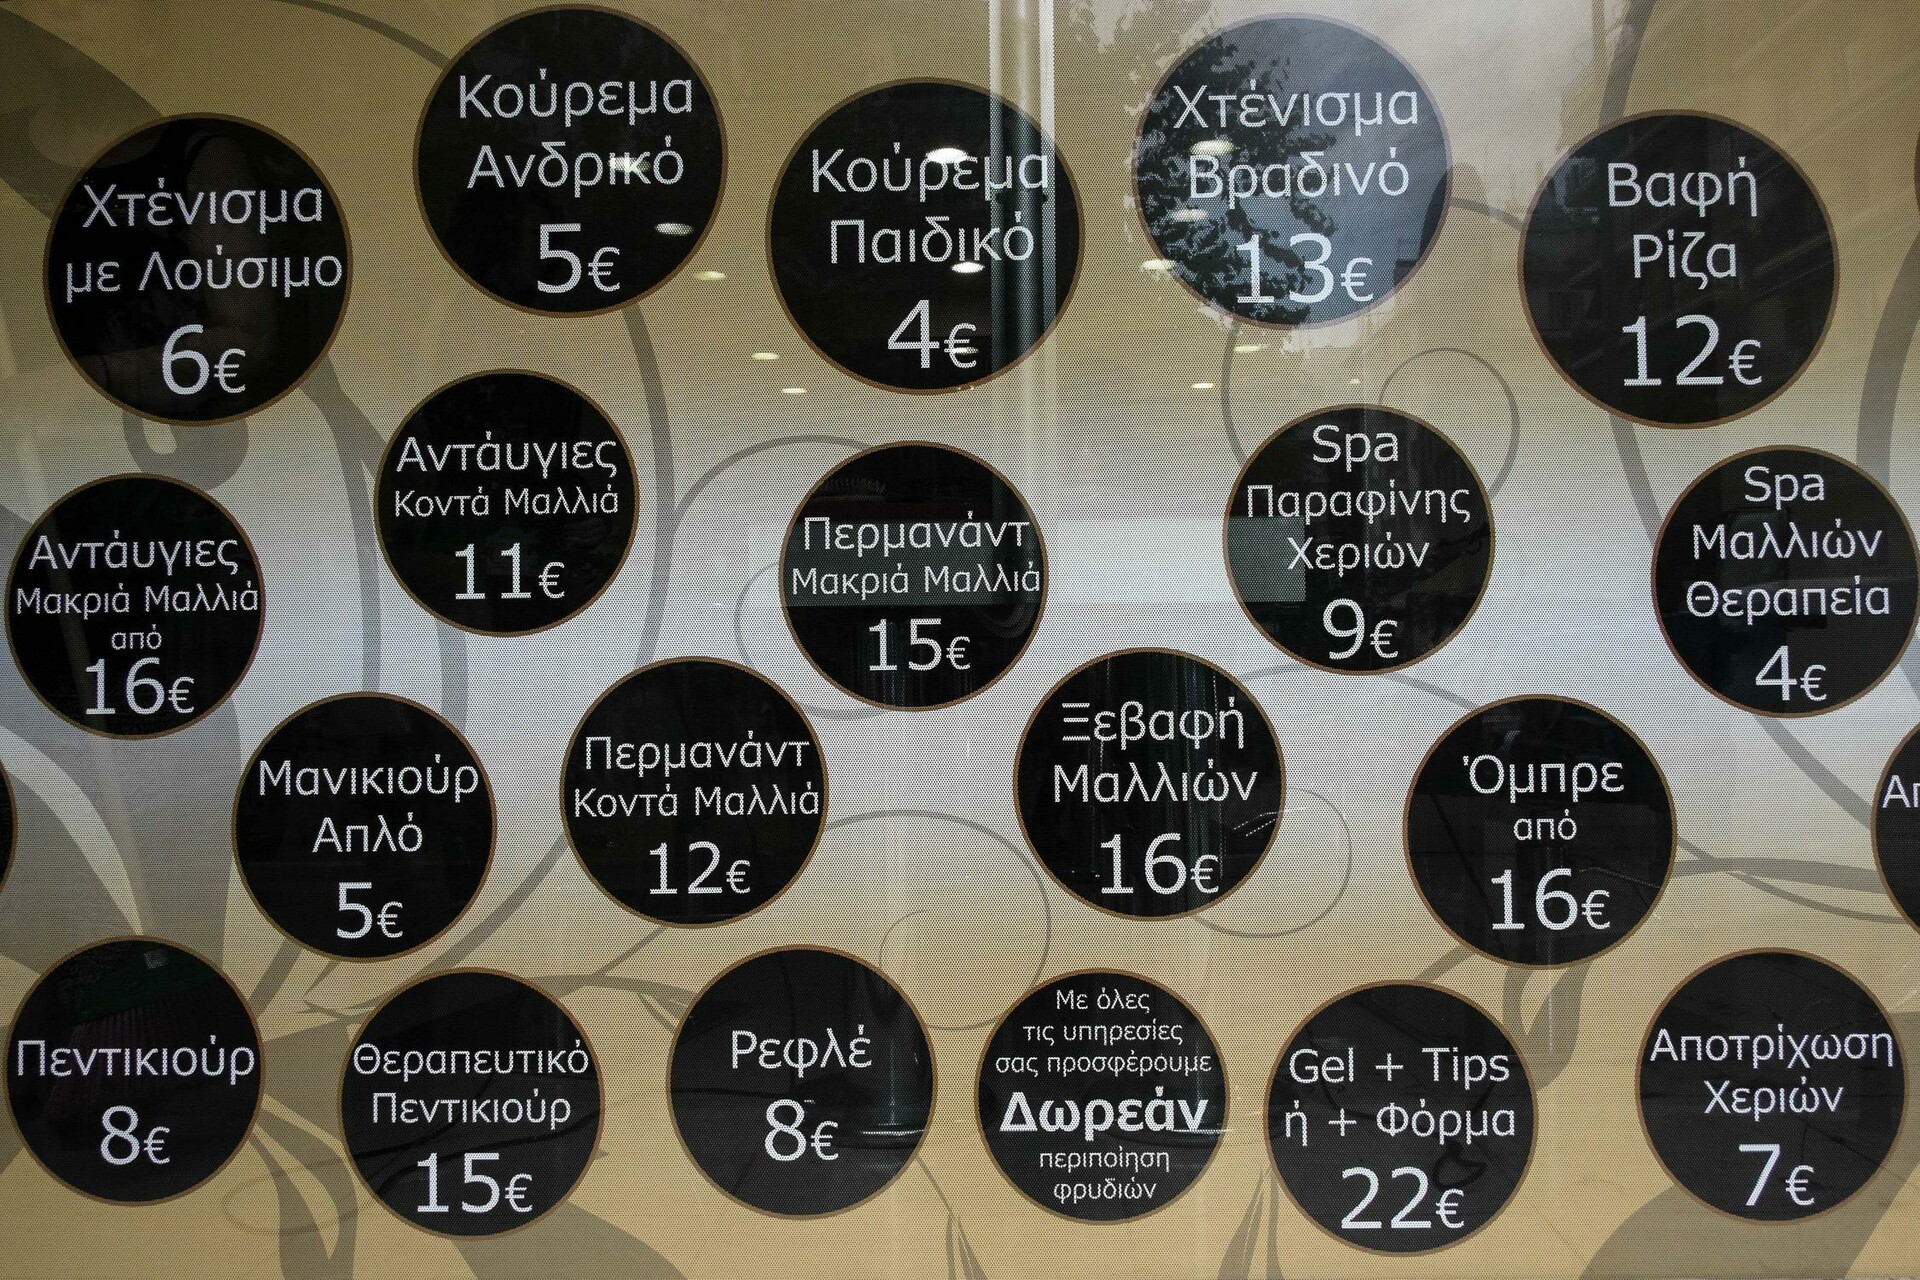 Χτένισμα
με Λούσιμο
6€
Κούρεμα
Ανδρικό
5€
Κούρεμα
Παιδικό
4€
Χτένισμα
Βραδινό
13€
Βαφή
Ρίζα
12€
Ανταύγιες
Μακριά Μαλλιά
από
16€
Αντάυγιες
Κοντά Μαλλιά
11€
Περμανάντ
Μακριά Μαλλιά
15€
Spa
Παραφίνης
Χεριών
9€
Spa
Μαλλιών
Θεραπεία
4€
Μανικιούρ
Απλό
5€
Περμανάντ
Κοντά Μαλλιά
12€
Ξεβαφή
Μαλλιών
16€
Όμπρε
από
16€
Πεντικιούρ
8€
Θεραπευτικό
Πεντικιούρ
15€
Ρεφλέ
8€
Με όλες
τις υπηρεσίες
σας προσφέρουμε
Δωρεάν
περιποίηση
φρυδιών
Gel + Tips
ή + Φόρμα
22€
Αποτρίχωση
Χεριών
7€